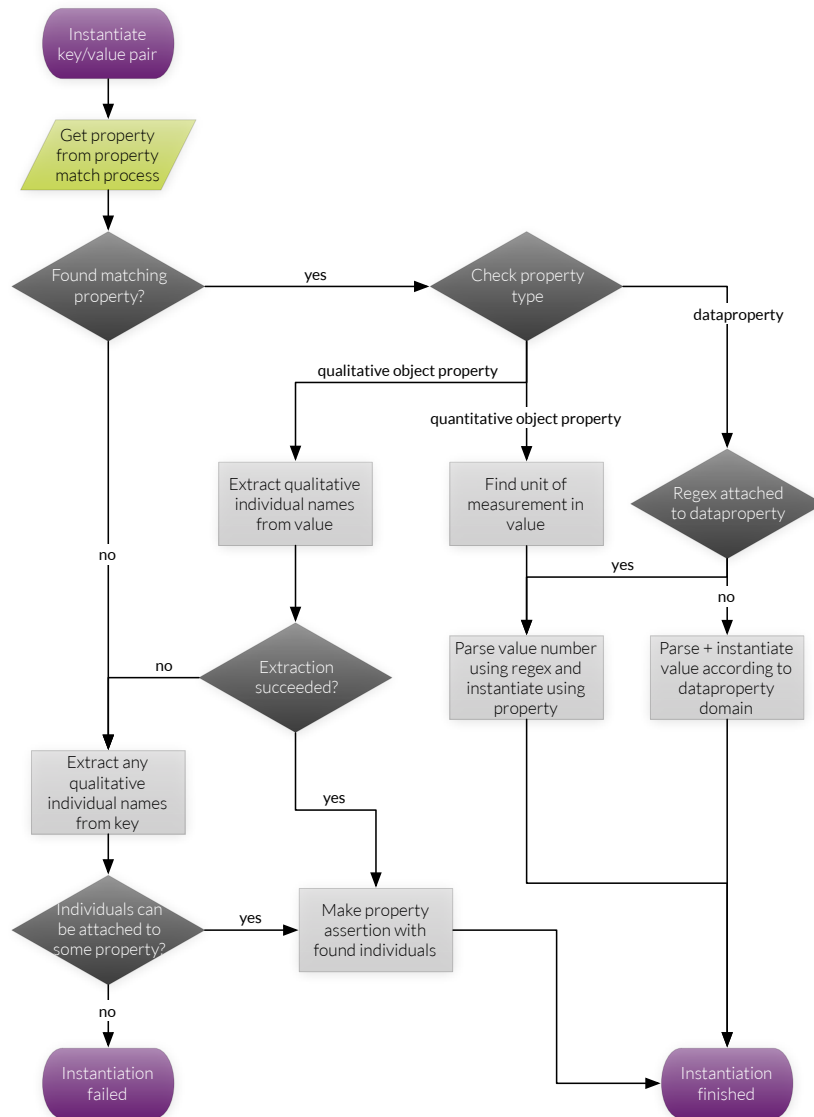 Instantiate
key/value pair
Get property
from property
match process
Found matching
property?
yes
Check property
type
dataproperty
qualitative object property
quantitative object property
Extract qualitative
individual names
from value
Find unit of
measurement in
value
Regex attached
to dataproperty
no
yes
no
no
Extraction
succeeded?
Parse value number
using regex and
instantiate using
property
Parse + instantiate
value according to
dataproperty
domain
Extract any
qualitative
individual names
from key
yes
Individuals can
be attached to
some property?
yes
Make property
assertion with
found individuals
no
Instantiation
failed
Instantiation
finished